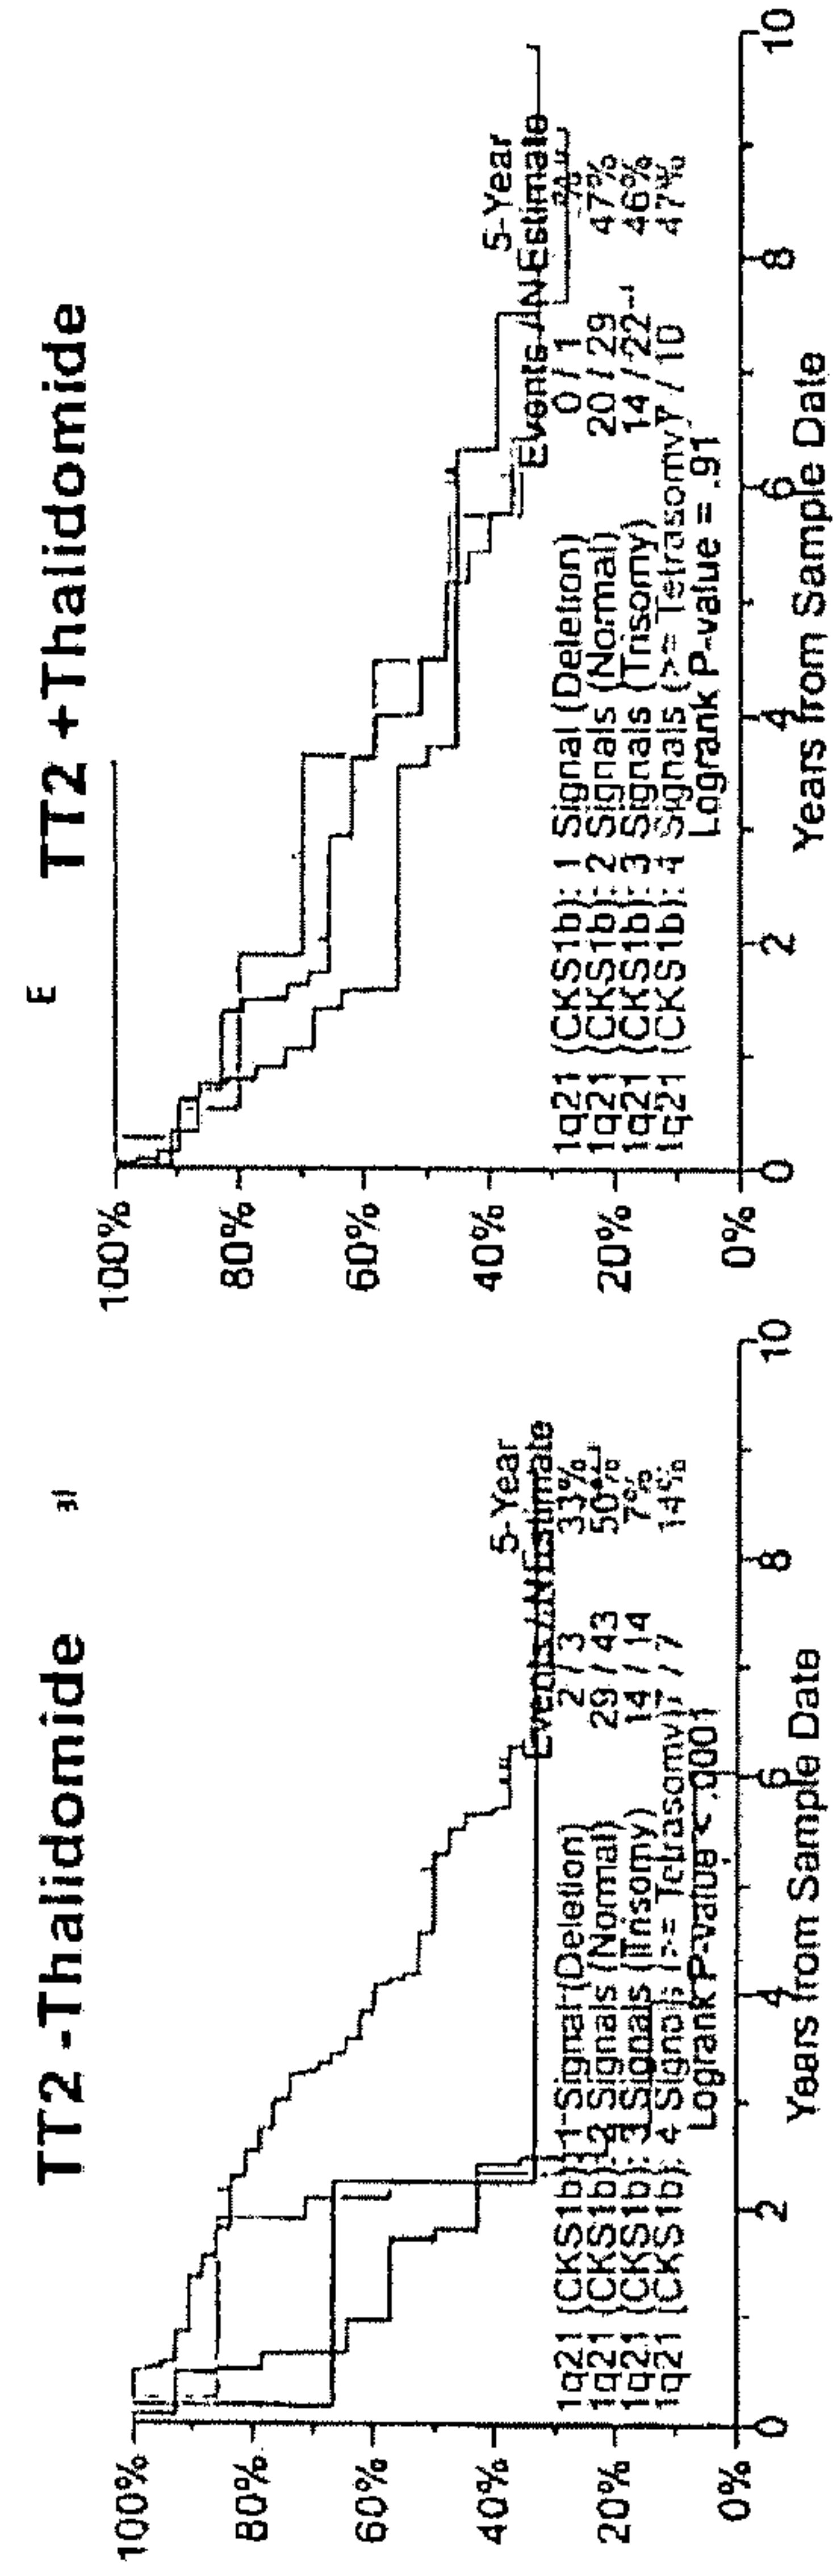 TT2 -Thalidomide
100%
80%
60%
40%
20%
0%
5-Year
Events / N Estimate
1q21 (CKS1b): 1 Signal (Deletion) 2 / 3 33%
1q21 (CKS1b): 2 Signals (Normal) 29 / 43 50%
1q21 (CKS1b): 3 Signals (Trisomy) 14 / 14 7%
1q21 (CKS1b): 4 Signals (>= Tetrasomy) 7 / 7 14%
Logrank P-value < .0001
0 2 4 6 8 10
Years from Sample Date
E
TT2 +Thalidomide
100%
80%
60%
40%
20%
0%
5-Year
Events / N Estimate
1q21 (CKS1b): 1 Signal (Deletion) 0 / 1
1q21 (CKS1b): 2 Signals (Normal) 20 / 29 47%
1q21 (CKS1b): 3 Signals (Trisomy) 14 / 22 46%
1q21 (CKS1b): 4 Signals (>= Tetrasomy) / 10 47%
Logrank P-value = .91
0 2 4 6 8 10
Years from Sample Date